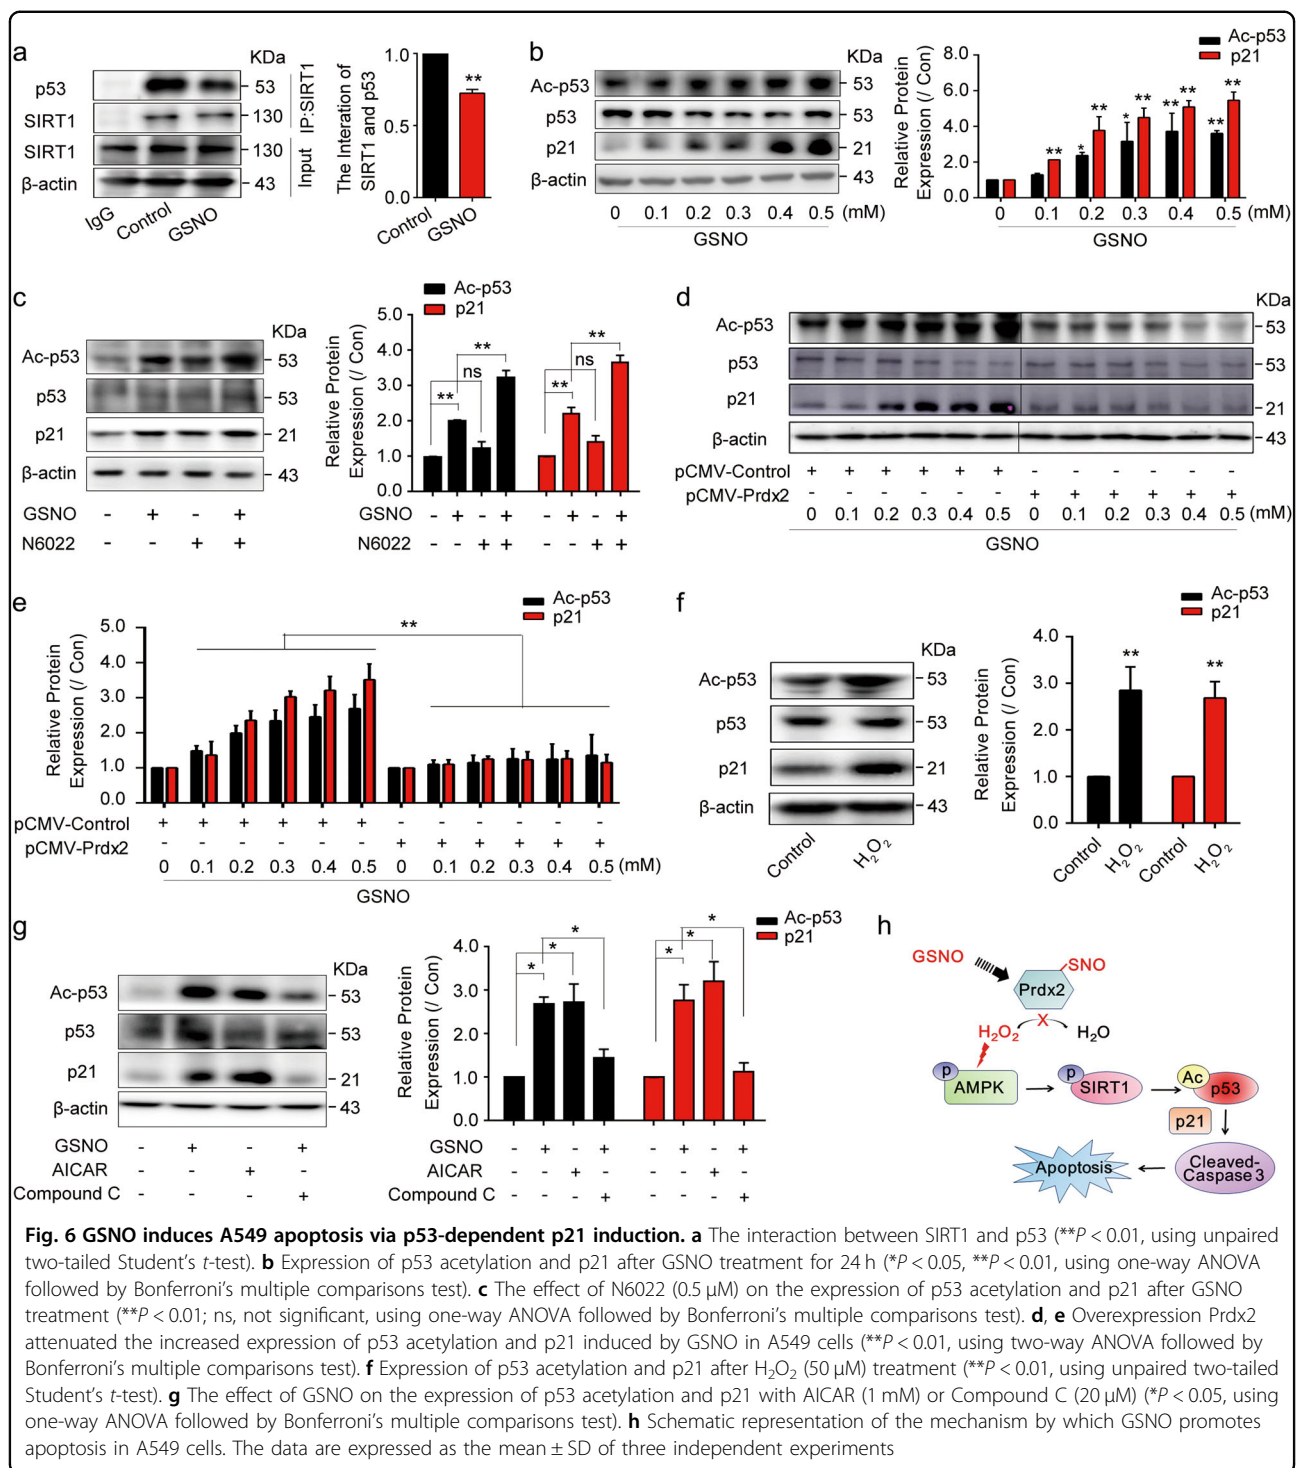 a
KDa
p53
53
SIRT1
130
IP:SIRT1
SIRT1
130
Input
β-actin
43
IgG
Control
GSNO
The Interation of
SIRT1 and p53
1.0
0.5
0.0
**
Control
GSNO
b
KDa
Ac-p53
53
p53
53
p21
21
β-actin
43
0 0.1 0.2 0.3 0.4 0.5 (mM)
GSNO
Ac-p53
p21
Relative Protein
Expression (/ Con)
8.0
6.0
4.0
2.0
0.0
** * ** * ** ** ** ** **
0 0.1 0.2 0.3 0.4 0.5 (mM)
GSNO
c
KDa
Ac-p53
53
p53
53
p21
21
β-actin
43
GSNO - + - +
N6022 - - + +
Ac-p53
p21
Relative Protein
Expression (/ Con)
5.0
4.0
3.0
2.0
1.0
0.0
** ns ** ** ns **
GSNO - + - + - + - +
N6022 - - + + - - + +
d
KDa
Ac-p53
53
p53
53
p21
21
β-actin
43
pCMV-Control + + + + + + - - - - - -
pCMV-Prdx2 - - - - - - + + + + + +
0 0.1 0.2 0.3 0.4 0.5 0 0.1 0.2 0.3 0.4 0.5 (mM)
GSNO
e
Ac-p53
p21
Relative Protein
Expression (/ Con)
5.0
4.0
3.0
2.0
1.0
0.0
**
pCMV-Control + + + + + + - - - - - -
pCMV-Prdx2 - - - - - - + + + + + +
0 0.1 0.2 0.3 0.4 0.5 0 0.1 0.2 0.3 0.4 0.5 (mM)
GSNO
f
KDa
Ac-p53
53
p53
53
p21
21
β-actin
43
Control
H2O2
Ac-p53
p21
Relative Protein
Expression (/ Con)
4.0
3.0
2.0
1.0
0.0
** **
Control
H2O2
Control
H2O2
g
KDa
Ac-p53
53
p53
53
p21
21
β-actin
43
GSNO - + - +
AICAR - - + -
Compound C - - - +
Ac-p53
p21
Relative Protein
Expression (/ Con)
4.0
3.0
2.0
1.0
0.0
* * * * * *
GSNO - + - + - + - +
AICAR - - + - - - + -
Compound C - - - + - - - +
h
GSNO
SNO
Prdx2
X
H2O2
H2O
p
AMPK
p
SIRT1
Ac
p53
p21
Apoptosis
Cleaved-
Caspase 3
Fig. 6 GSNO induces A549 apoptosis via p53-dependent p21 induction. a The interaction between SIRT1 and p53 (**P < 0.01, using unpaired
two-tailed Student's t-test). b Expression of p53 acetylation and p21 after GSNO treatment for 24 h (*P < 0.05, **P < 0.01, using one-way ANOVA
followed by Bonferroni's multiple comparisons test). c The effect of N6022 (0.5 μM) on the expression of p53 acetylation and p21 after GSNO
treatment (**P < 0.01; ns, not significant, using one-way ANOVA followed by Bonferroni's multiple comparisons test). d, e Overexpression Prdx2
attenuated the increased expression of p53 acetylation and p21 induced by GSNO in A549 cells (**P < 0.01, using two-way ANOVA followed by
Bonferroni's multiple comparisons test). f Expression of p53 acetylation and p21 after H2O2 (50 μM) treatment (**P < 0.01, using unpaired two-tailed
Student's t-test). g The effect of GSNO on the expression of p53 acetylation and p21 with AICAR (1 mM) or Compound C (20 μM) (*P < 0.05, using
one-way ANOVA followed by Bonferroni's multiple comparisons test). h Schematic representation of the mechanism by which GSNO promotes
apoptosis in A549 cells. The data are expressed as the mean ± SD of three independent experiments